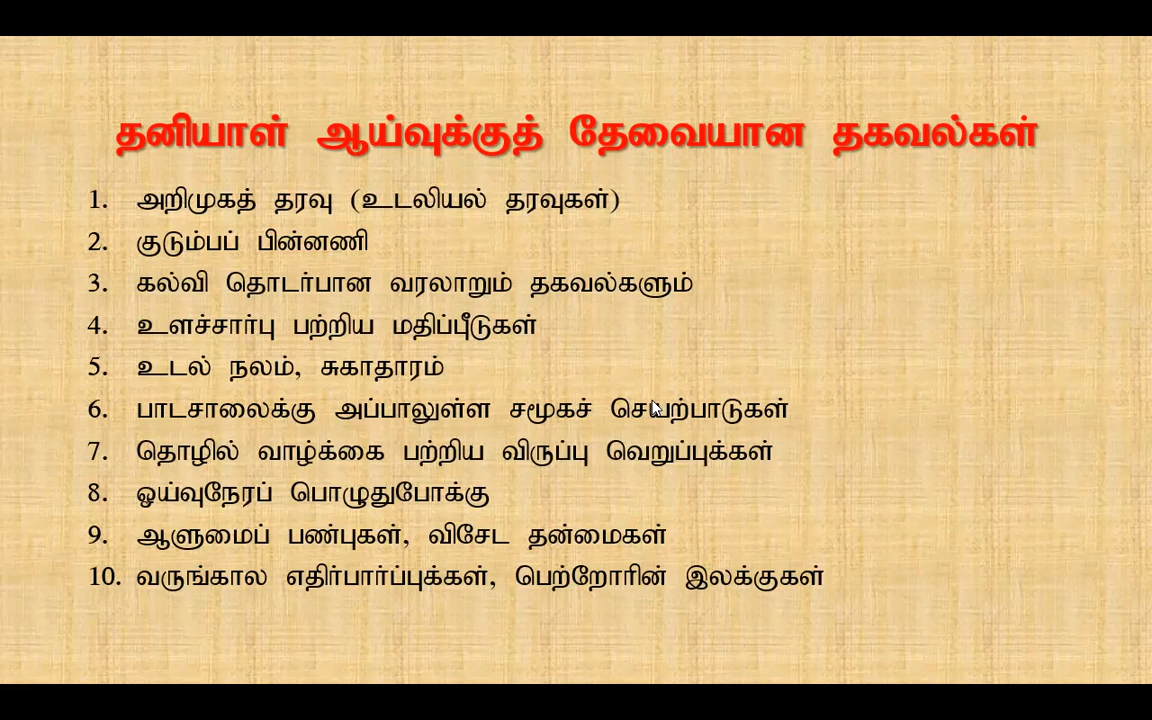 தனியாள் ஆய்வுக்குத் தேவையான தகவல்கள்
1. அறிமுகத் தரவு (உடலியல் தரவுகள்)
2. குடும்பப் பின்னணி
3. கல்வி தொடர்பான வரலாறும் தகவல்களும்
4. உளச்சார்பு பற்றிய மதிப்பீடுகள்
5. உடல் நலம், சுகாதாரம்
6. பாடசாலைக்கு அப்பாலுள்ள சமூகச் செயற்பாடுகள்
7. தொழில் வாழ்க்கை பற்றிய விருப்பு வெறுப்புக்கள்
8. ஓய்வுநேரப் பொழுதுபோக்கு
9. ஆளுமைப் பண்புகள், விசேட தன்மைகள்
10. வருங்கால எதிர்பார்ப்புக்கள், பெற்றோரின் இலக்குகள்